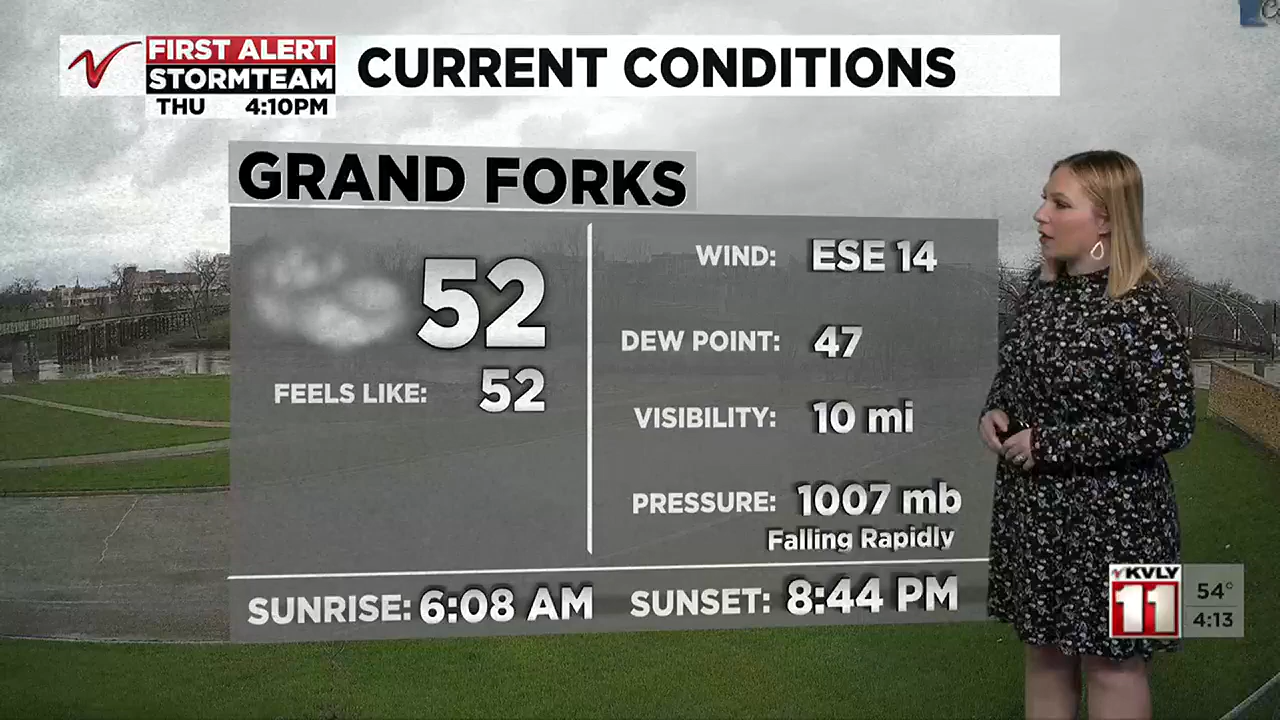 FIRST ALERT
STORMTEAM
THU 4:10PM
CURRENT CONDITIONS
GRAND FORKS
52
FEELS LIKE: 52
WIND: ESE 14
DEW POINT: 47
VISIBILITY: 10 mi
PRESSURE: 1007 mb
Falling Rapidly
SUNRISE: 6:08 AM SUNSET: 8:44 PM
KVLY
11
54°
4:13